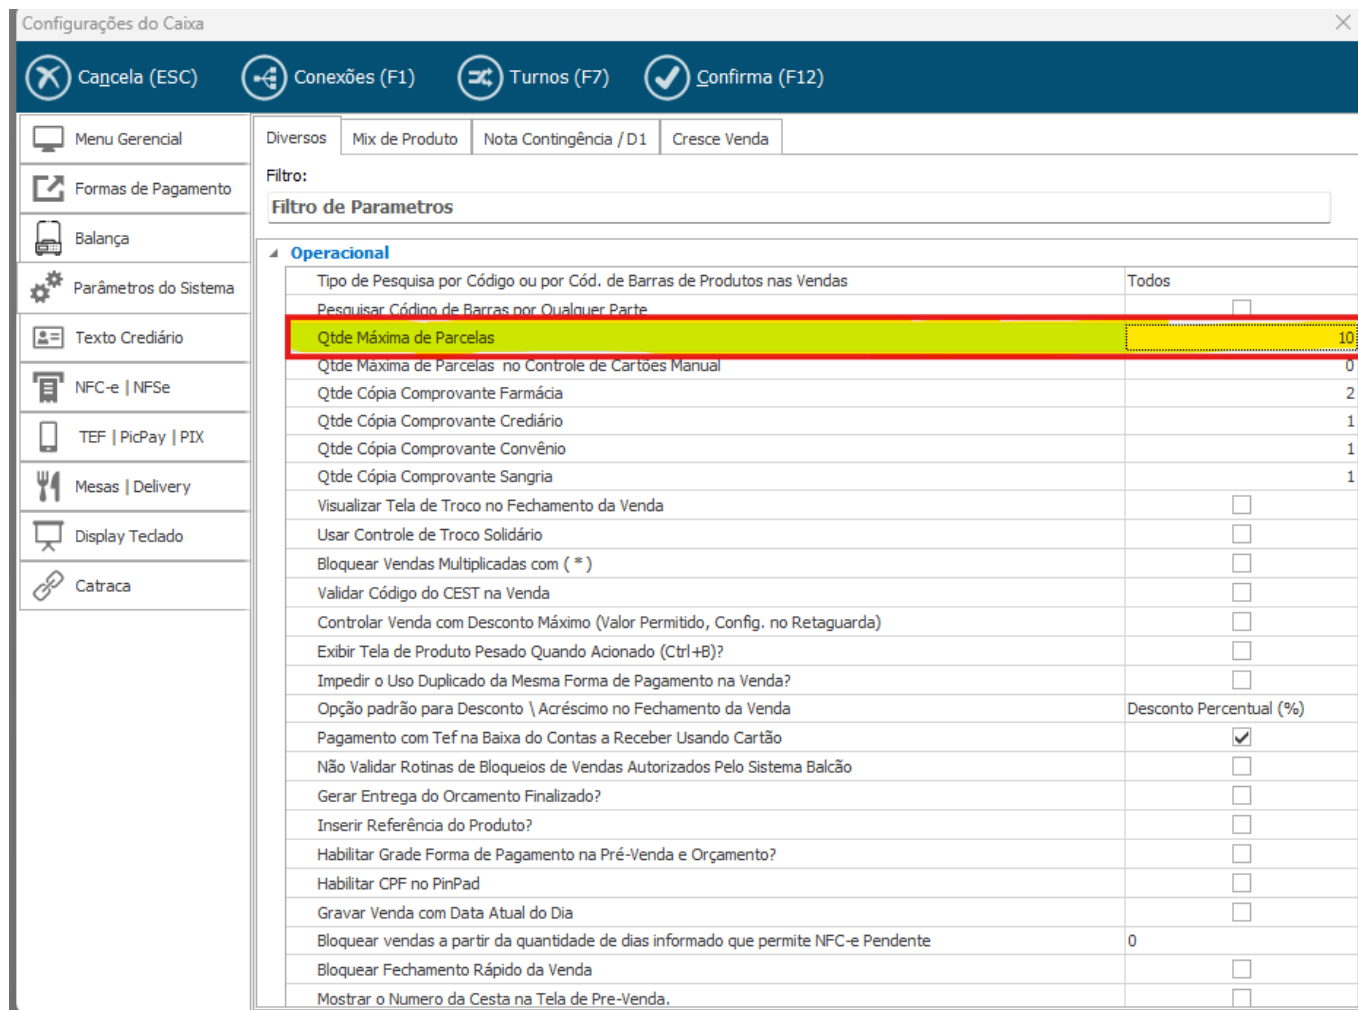 Configurações do Caixa
Cancela (ESC)
Conexões (F1)
Turnos (F7)
Confirma (F12)
Menu Gerencial
Formas de Pagamento
Balança
Parâmetros do Sistema
Texto Crediário
NFC-e | NFSe
TEF | PicPay | PIX
Mesas | Delivery
Display Teclado
Catraca
Diversos
Mix de Produto
Nota Contingência / D1
Cresce Venda
Filtro:
Filtro de Parametros
Operacional
Tipo de Pesquisa por Código ou por Cód. de Barras de Produtos nas Vendas Todos
Pesquisar Código de Barras por Qualquer Parte
Qtde Máxima de Parcelas 10
Qtde Máxima de Parcelas no Controle de Cartões Manual 0
Qtde Cópia Comprovante Farmácia 2
Qtde Cópia Comprovante Crediário 1
Qtde Cópia Comprovante Convênio 1
Qtde Cópia Comprovante Sangria 1
Visualizar Tela de Troco no Fechamento da Venda
Usar Controle de Troco Solidário
Bloquear Vendas Multiplicadas com ( * )
Validar Código do CEST na Venda
Controlar Venda com Desconto Máximo (Valor Permitido, Config. no Retaguarda)
Exibir Tela de Produto Pesado Quando Acionado (Ctrl+B)?
Impedir o Uso Duplicado da Mesma Forma de Pagamento na Venda?
Opção padrão para Desconto \ Acréscimo no Fechamento da Venda Desconto Percentual (%)
Pagamento com Tef na Baixa do Contas a Receber Usando Cartão
Não Validar Rotinas de Bloqueios de Vendas Autorizados Pelo Sistema Balcão
Gerar Entrega do Orcamento Finalizado?
Inserir Referência do Produto?
Habilitar Grade Forma de Pagamento na Pré-Venda e Orçamento?
Habilitar CPF no PinPad
Gravar Venda com Data Atual do Dia
Bloquear vendas a partir da quantidade de dias informado que permite NFC-e Pendente 0
Bloquear Fechamento Rápido da Venda
Mostrar o Numero da Cesta na Tela de Pre-Venda.